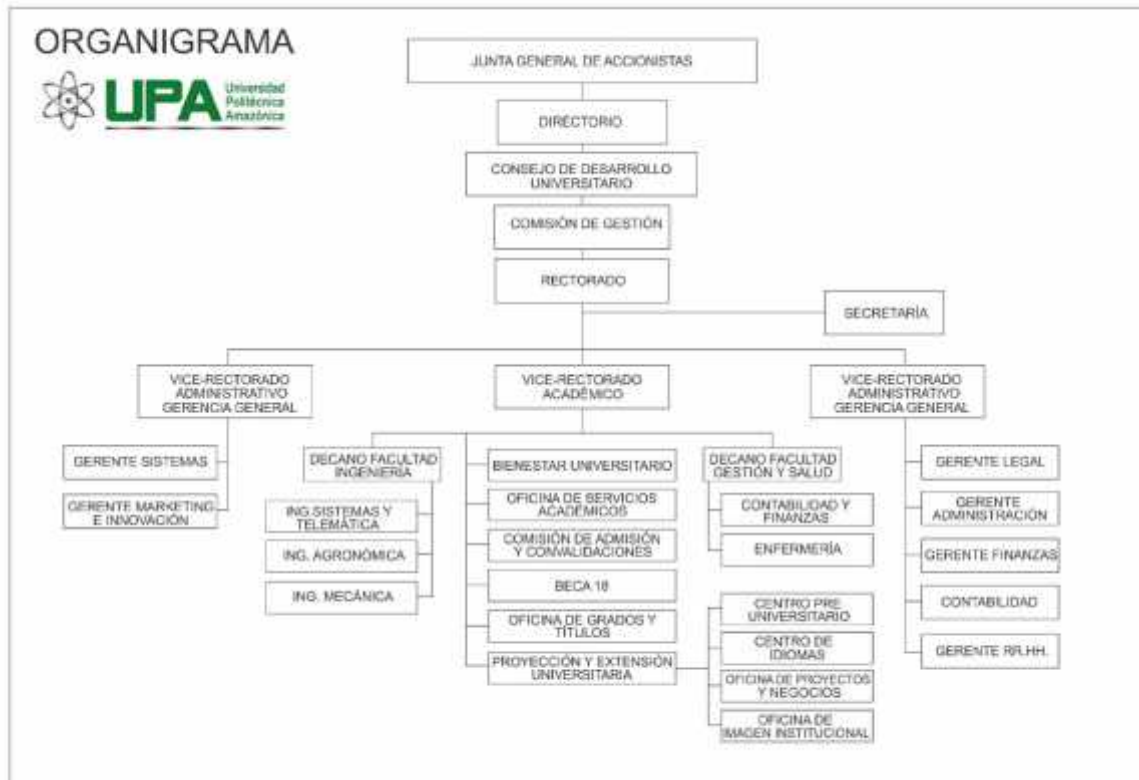 ORGANIGRAMA
UPA
Universidad
Politécnica
Amazónica
JUNTA GENERAL DE ACCIONISTAS
DIRECTORIO
CONSEJO DE DESARROLLO
UNIVERSITARIO
COMISIÓN DE GESTIÓN
RECTORADO
SECRETARÍA
VICE-RECTORADO
ADMINISTRATIVO
GERENCIA GENERAL
VICE-RECTORADO
ACADÉMICO
VICE-RECTORADO
ADMINISTRATIVO
GERENCIA GENERAL
GERENTE SISTEMAS
GERENTE MARKETING
E INNOVACIÓN
DECANO FACULTAD
INGENIERÍA
ING.SISTEMAS Y
TELEMÁTICA
ING. AGRONÓMICA
ING. MECÁNICA
BIENESTAR UNIVERSITARIO
OFICINA DE SERVICIOS
ACADÉMICOS
COMISIÓN DE ADMISIÓN
Y CONVALIDACIONES
BECA 18
OFICINA DE GRADOS Y
TÍTULOS
PROYECCIÓN Y EXTENSIÓN
UNIVERSITARIA
DECANO FACULTAD
GESTIÓN Y SALUD
CONTABILIDAD Y
FINANZAS
ENFERMERÍA
CENTRO PRE
UNIVERSITARIO
CENTRO DE
IDIOMAS
OFICINA DE PROYECTOS
Y NEGOCIOS
OFICINA DE
IMAGEN INSTITUCIONAL
GERENTE LEGAL
GERENTE
ADMINISTRACIÓN
GERENTE FINANZAS
CONTABILIDAD
GERENTE RR.HH.